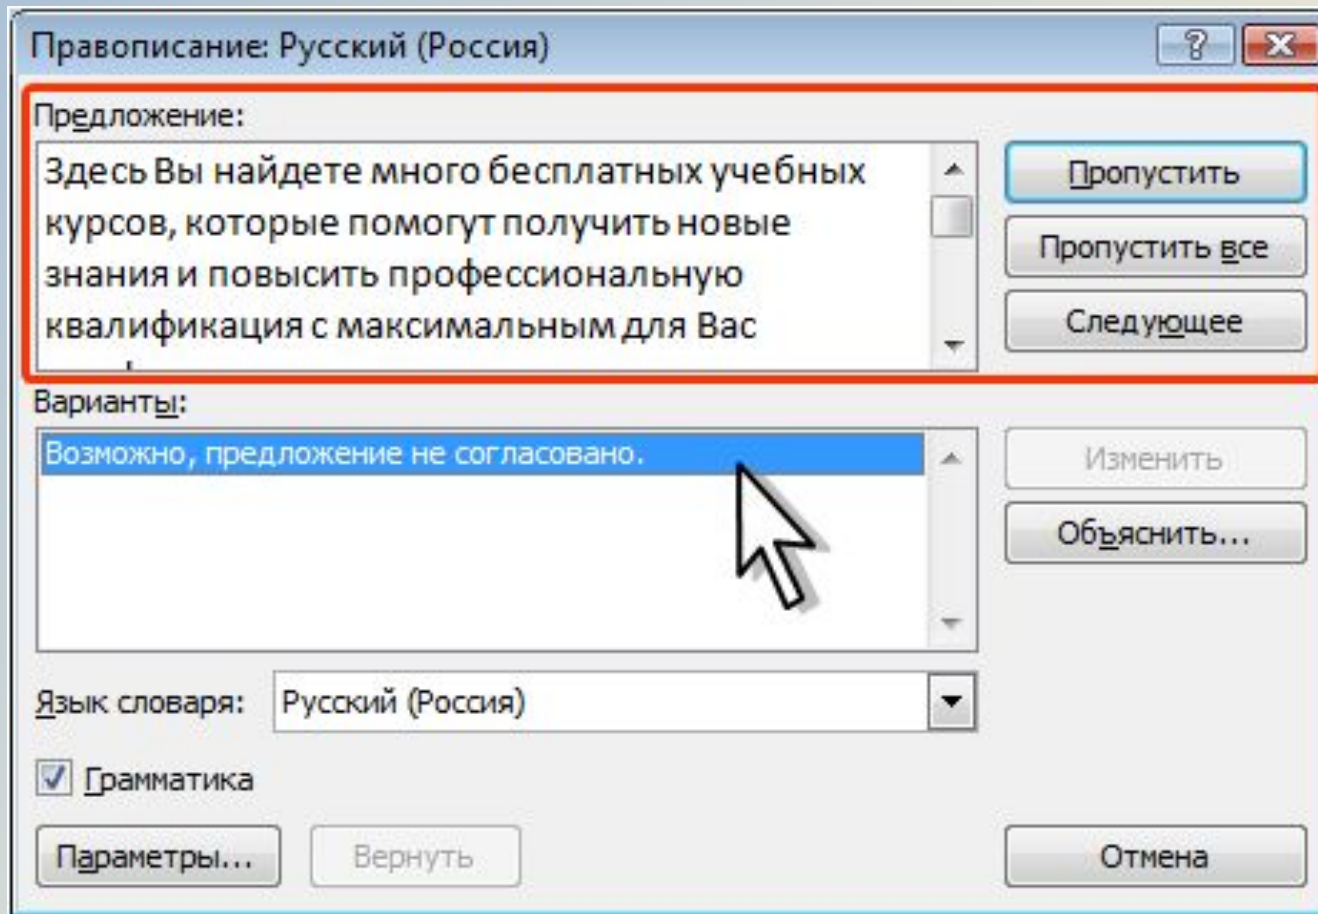 Правописание: Русский (Россия)
Предложение:
Здесь Вы найдете много бесплатных учебных
курсов, которые помогут получить новые
знания и повысить профессиональную
квалификация с максимальным для Вас
Пропустить
Пропустить все
Следующее
Варианты:
Возможно, предложение не согласовано.
Изменить
Объяснить...
Язык словаря: Русский (Россия)
Грамматика
Параметры...
Вернуть
Отмена